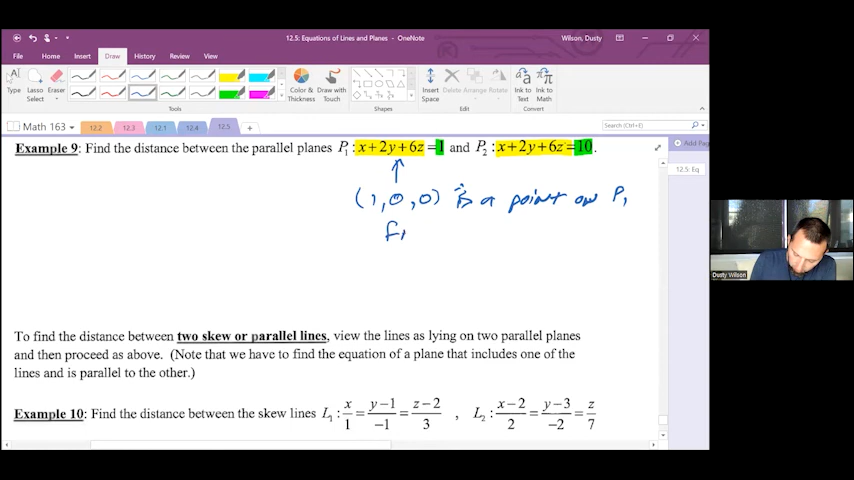 12.5: Equations of Lines and Planes - OneNote
Wilson, Dusty
File Home Insert Draw History Review View
Type Lasso Select Eraser Color & Thickness Draw with Touch Insert Space Delete Arrange Rotate Ink to Text Ink to Math
Tools Shapes Edit Convert
Math 163 12.2 12.3 12.1 12.4 12.5 + Search (Ctrl+E)
Add Page
12.5: Eq
Example 9: Find the distance between the parallel planes P₁ : x+2y+6z=1 and P₂ : x+2y+6z=10.
(1,0,0) is a point on P₁
To find the distance between two skew or parallel lines, view the lines as lying on two parallel planes
and then proceed as above. (Note that we have to find the equation of a plane that includes one of the
lines and is parallel to the other.)
Example 10: Find the distance between the skew lines L₁ : x/1 = (y−1)/−1 = (z−2)/3 , L₂ : (x−2)/2 = (y−3)/−2 = z/7
Dusty Wilson